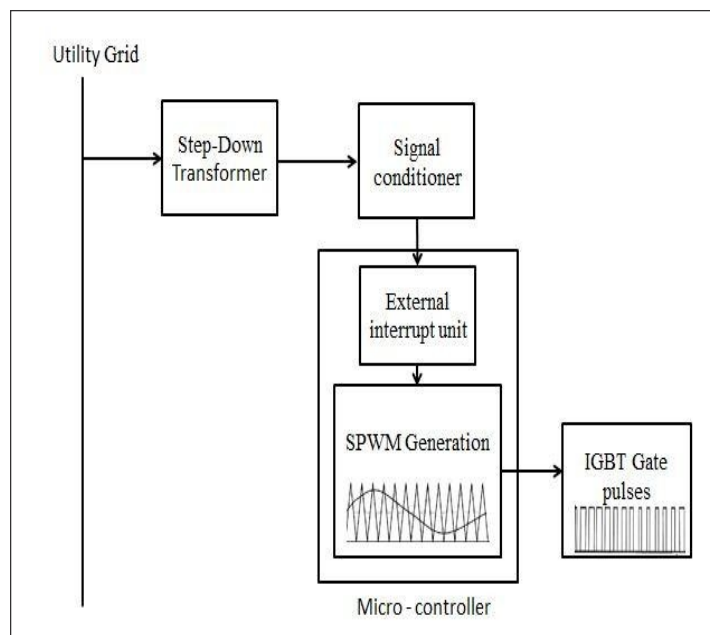 Utility Grid
Step-Down
Transformer
Signal
conditioner
External
interrupt unit
SPWM Generation
IGBT Gate
pulses
Micro - controller